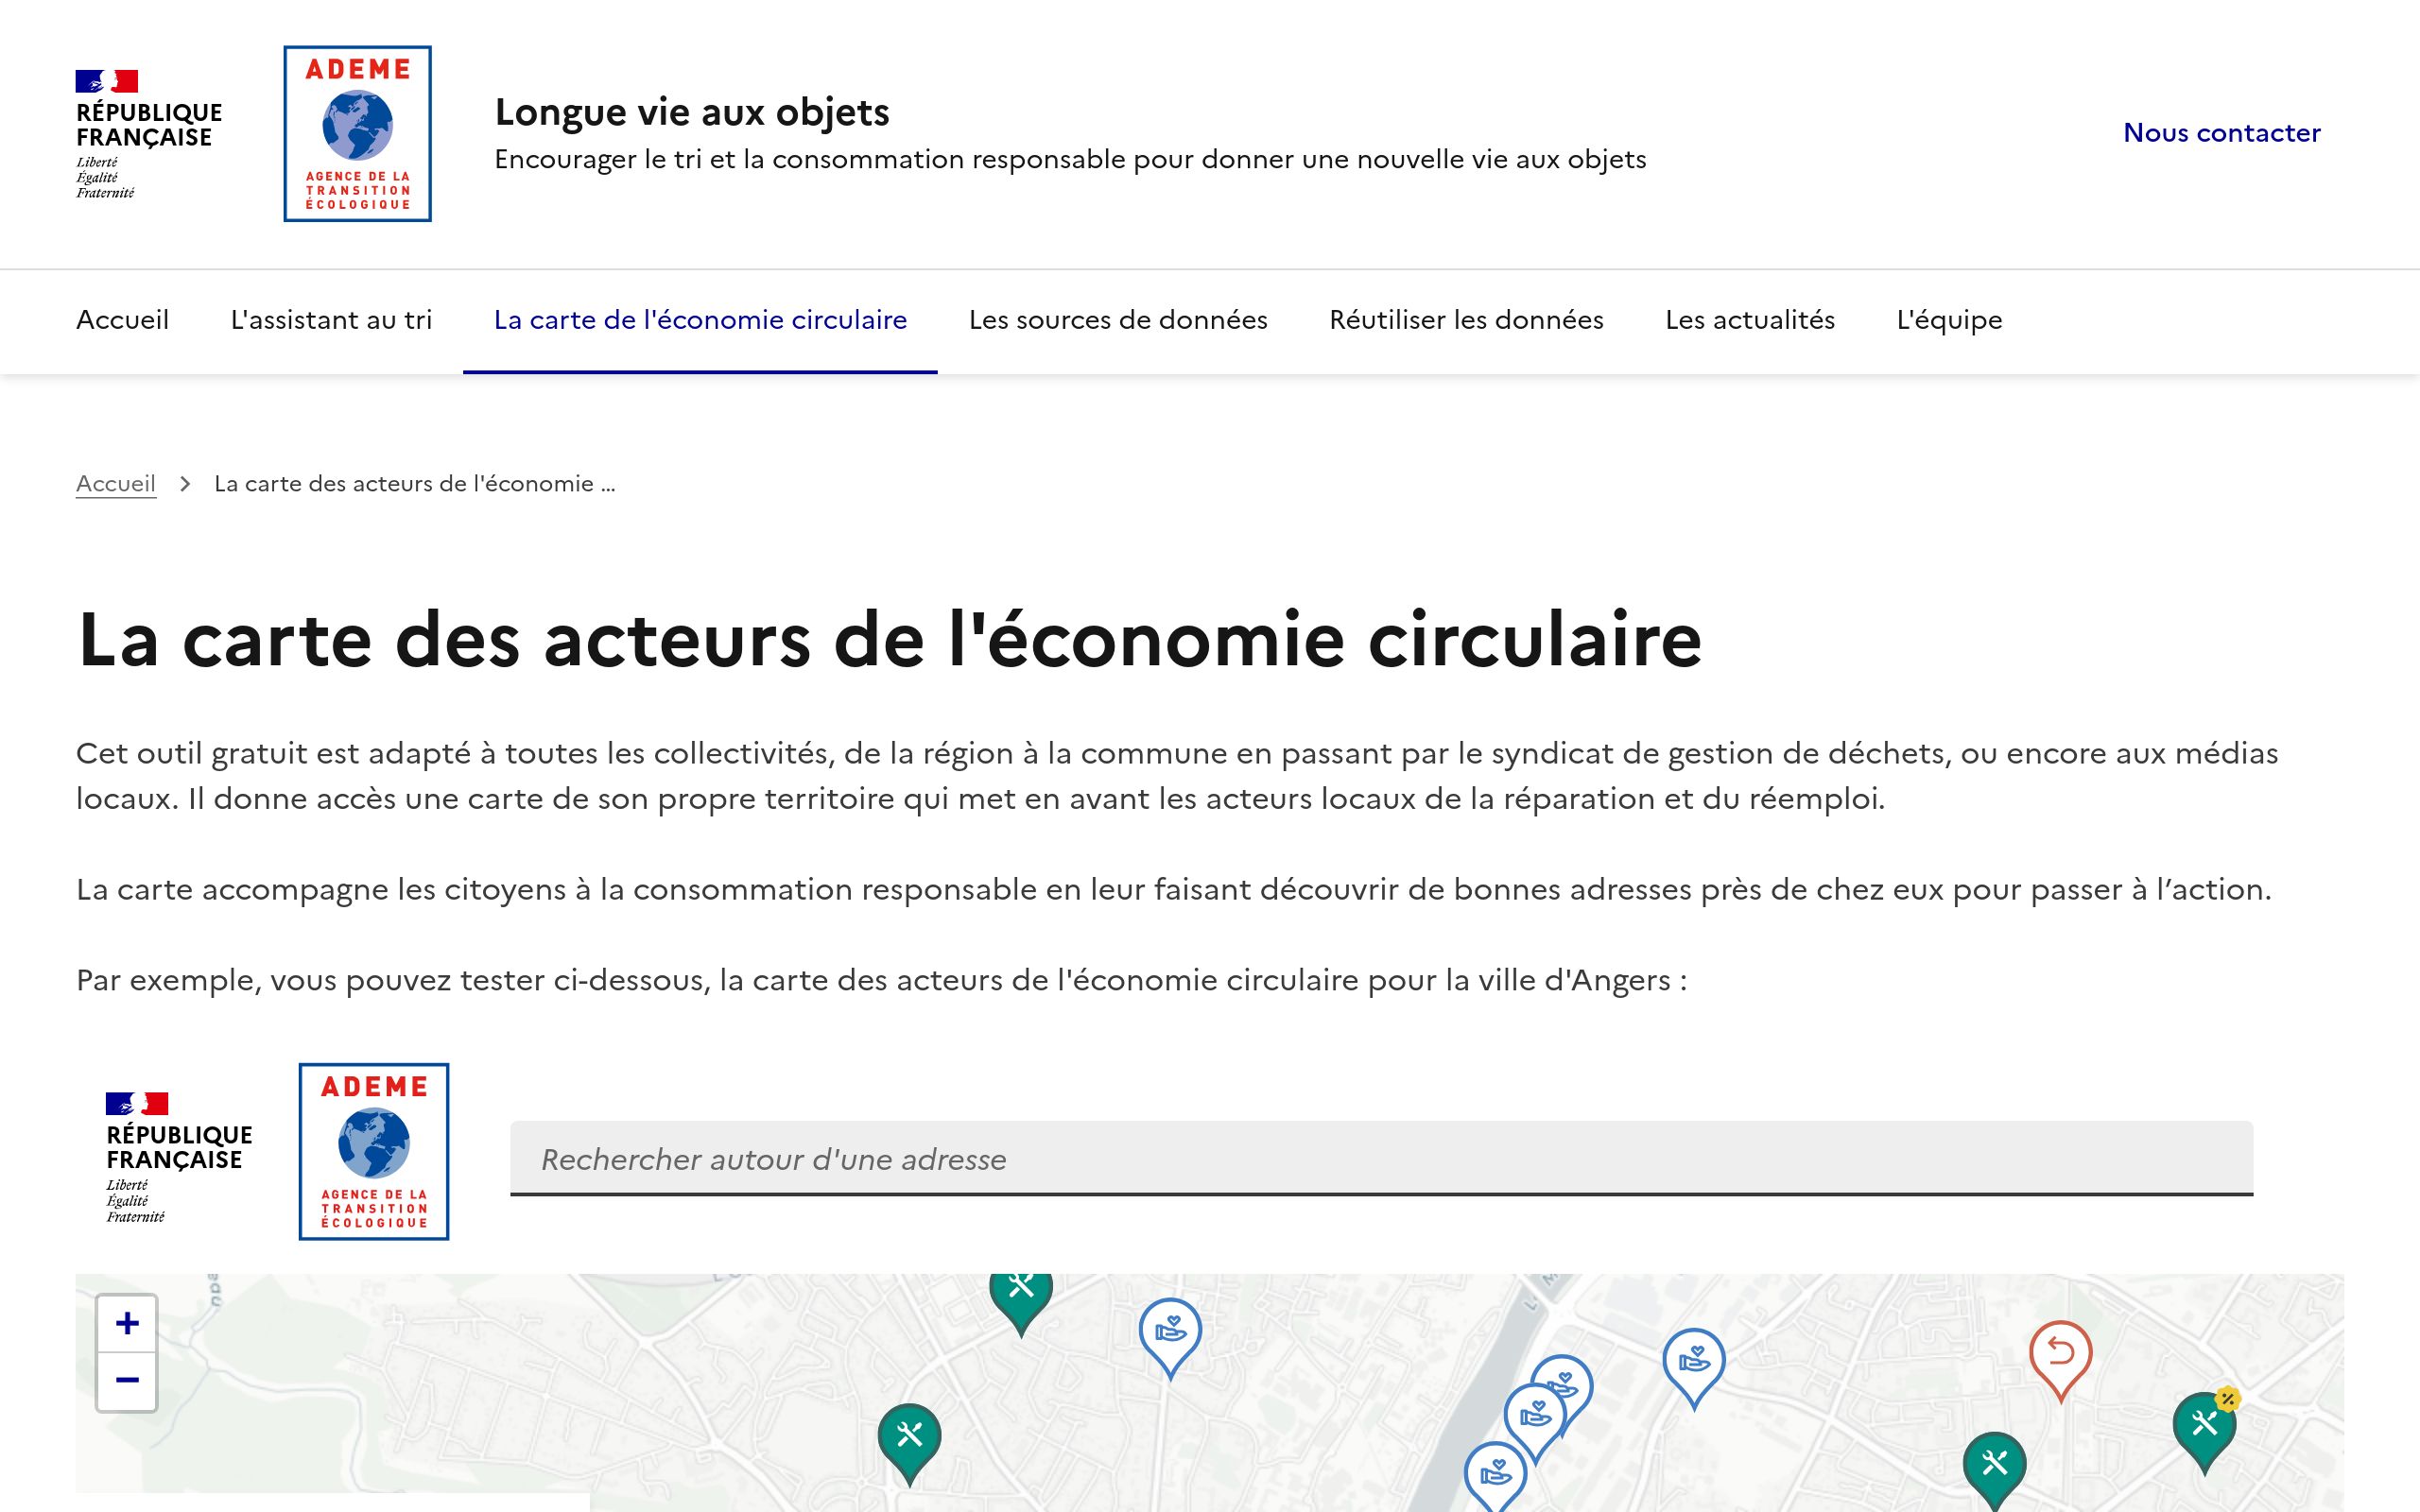 RÉPUBLIQUE
FRANÇAISE
Liberté
Égalité
Fraternité
ADEME
AGENCE DE LA
TRANSITION
ÉCOLOGIQUE
Longue vie aux objets
Encourager le tri et la consommation responsable pour donner une nouvelle vie aux objets
Nous contacter
Accueil L'assistant au tri La carte de l'économie circulaire Les sources de données Réutiliser les données Les actualités L'équipe
Accueil > La carte des acteurs de l'économie ...
La carte des acteurs de l'économie circulaire
Cet outil gratuit est adapté à toutes les collectivités, de la région à la commune en passant par le syndicat de gestion de déchets, ou encore aux médias
locaux. Il donne accès une carte de son propre territoire qui met en avant les acteurs locaux de la réparation et du réemploi.
La carte accompagne les citoyens à la consommation responsable en leur faisant découvrir de bonnes adresses près de chez eux pour passer à l’action.
Par exemple, vous pouvez tester ci-dessous, la carte des acteurs de l'économie circulaire pour la ville d'Angers :
RÉPUBLIQUE
FRANÇAISE
Liberté
Égalité
Fraternité
ADEME
AGENCE DE LA
TRANSITION
ÉCOLOGIQUE
Rechercher autour d'une adresse
+
−